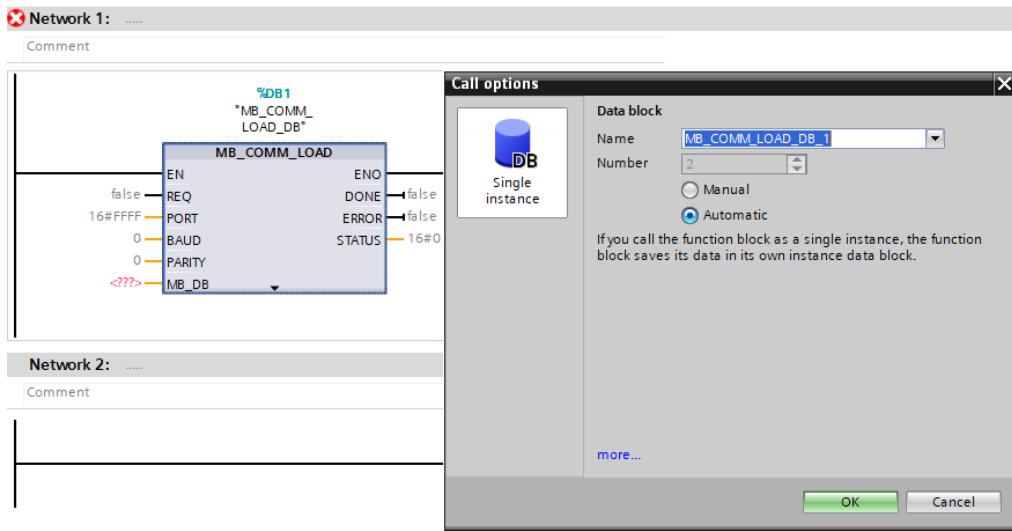 Network 1: .....
Comment
%DB1
"MB_COMM_
LOAD_DB"
MB_COMM_LOAD
EN ENO
false REQ DONE false
16#FFFF PORT ERROR false
0 BAUD STATUS 16#0
0 PARITY
<???> MB_DB
Network 2: .....
Comment
Call options
DB
Single
instance
Data block
Name MB_COMM_LOAD_DB_1
Number 2
Manual
Automatic
If you call the function block as a single instance, the function
block saves its data in its own instance data block.
more...
OK Cancel